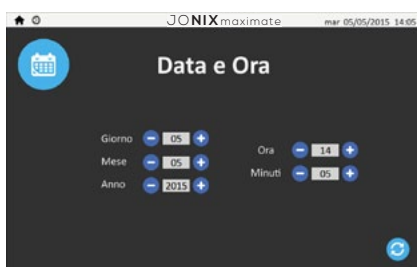 JONIX maximate mar 05/05/2015 14:05
Data e Ora
Giorno 05
Mese 05
Anno 2015
Ora 14
Minuti 05